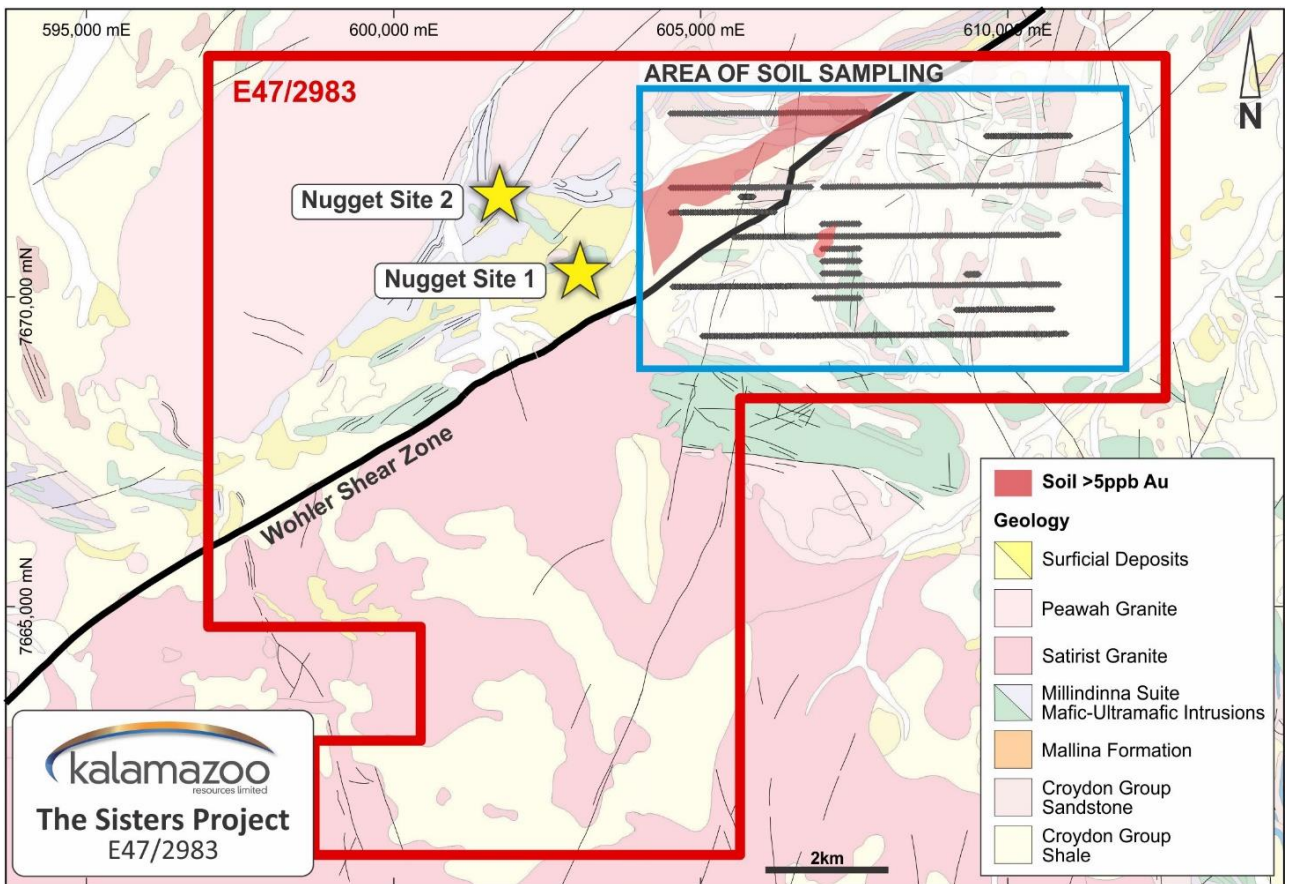 595,000 mE
600,000 mE
605,000 mE
610,000 mE
E47/2983
AREA OF SOIL SAMPLING
N
Nugget Site 2
Nugget Site 1
7670,000 mN
Wohler Shear Zone
7665,000 mN
Soil >5ppb Au
Geology
Surficial Deposits
Peawah Granite
Satirist Granite
Millindinna Suite
Mafic-Ultramafic Intrusions
Mallina Formation
Croydon Group
Sandstone
Croydon Group
Shale
kalamazoo
resources limited
The Sisters Project
E47/2983
2km